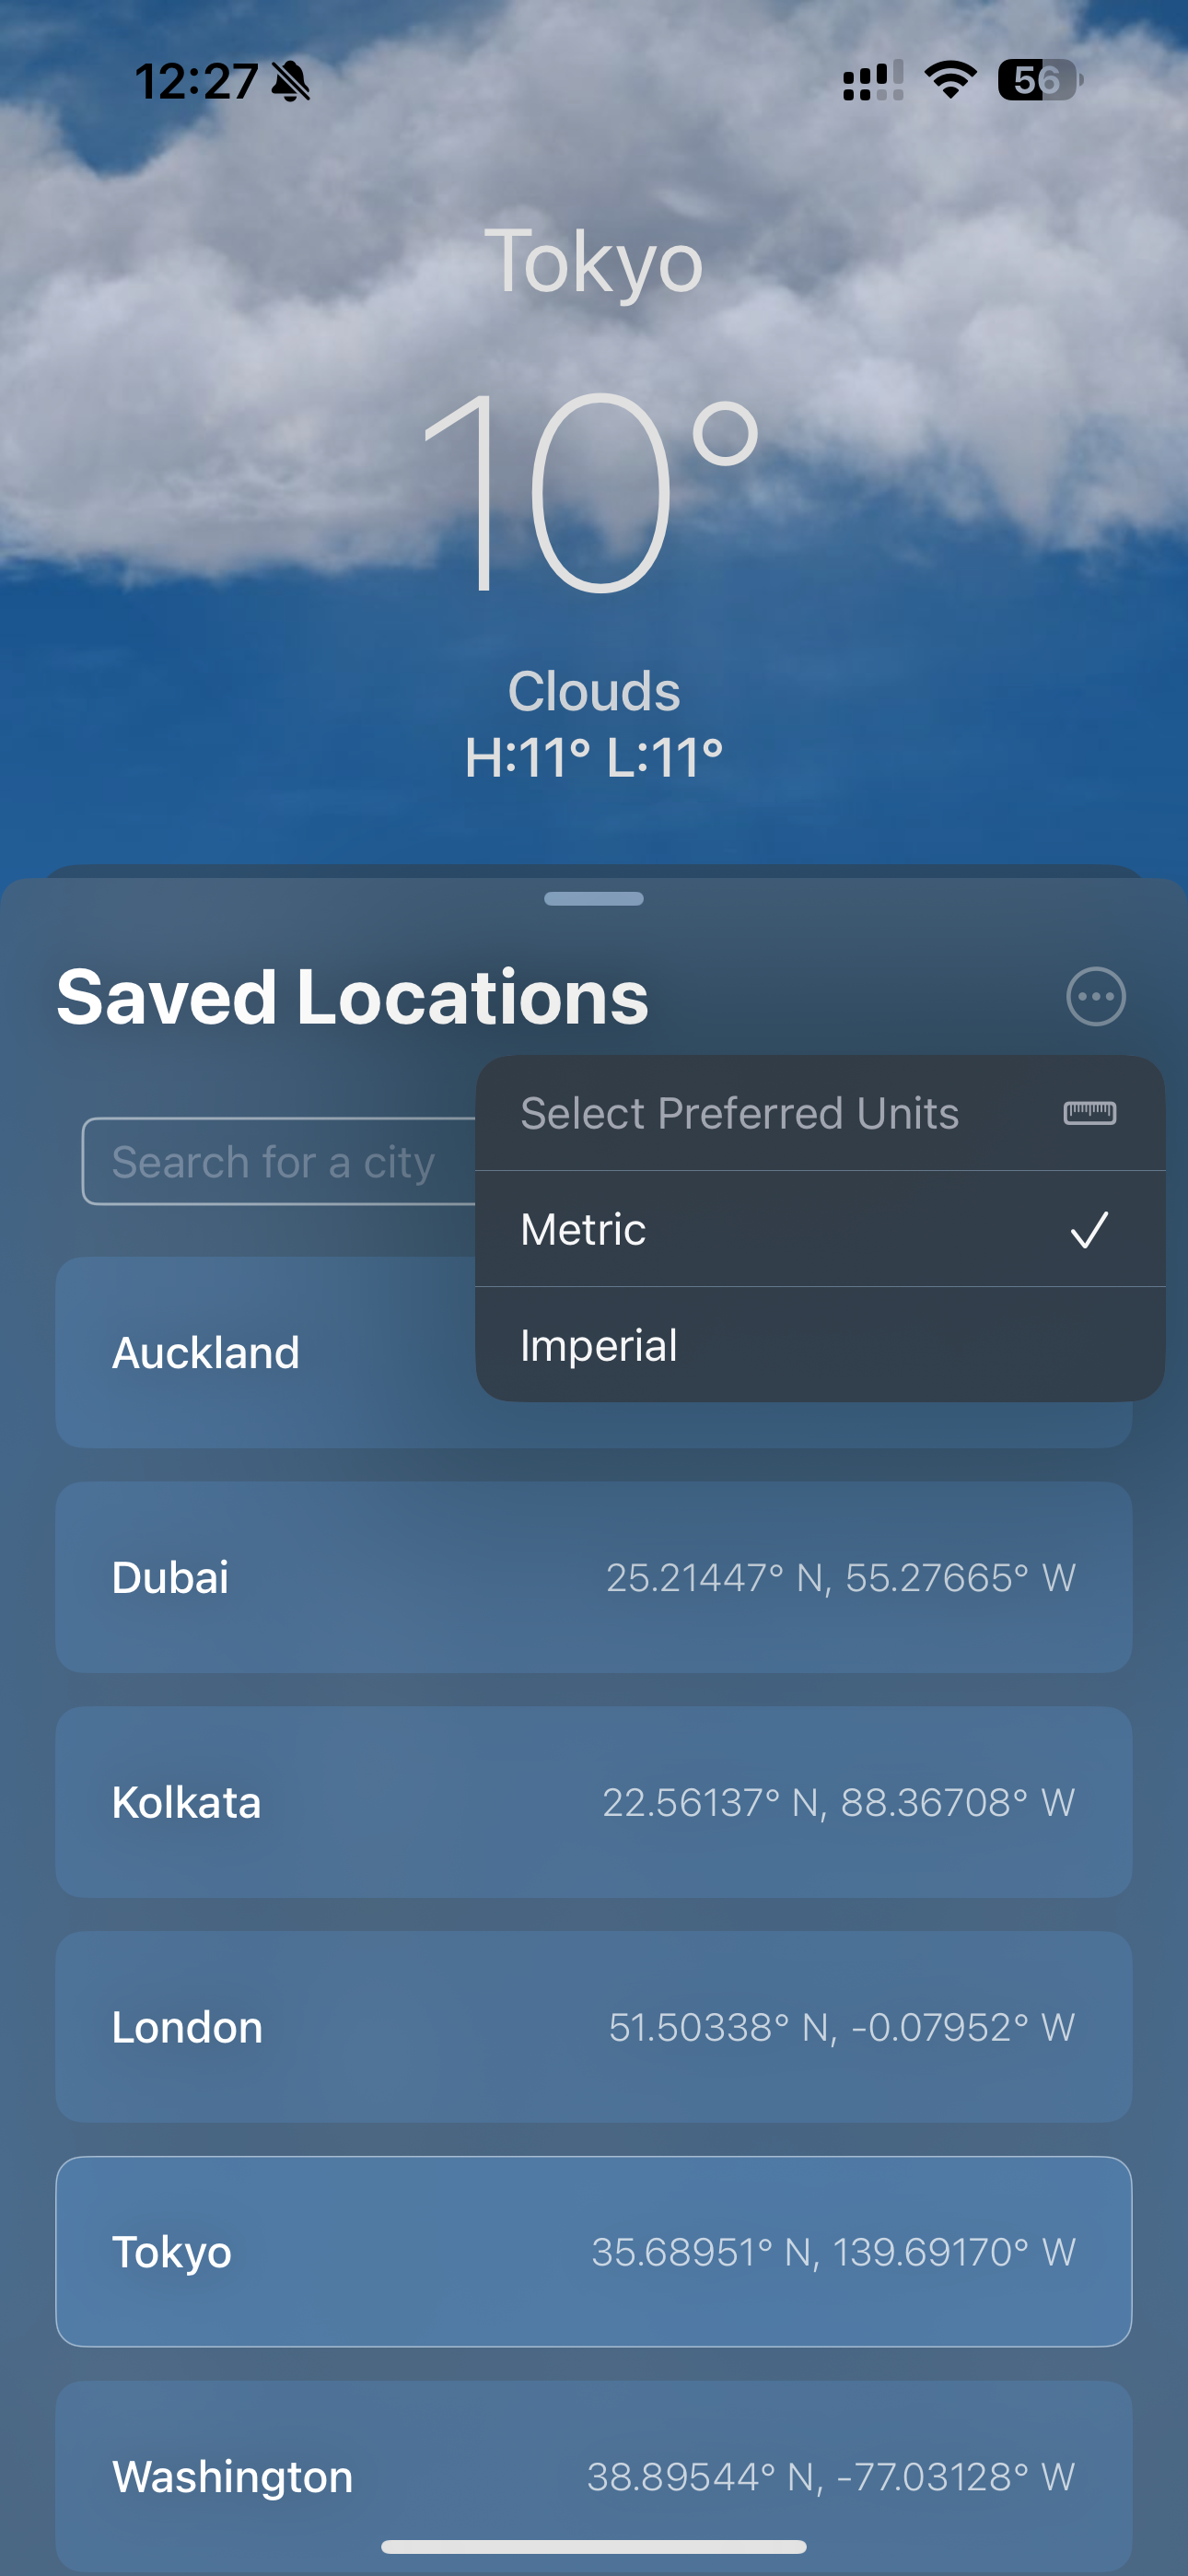 12:27
56
Tokyo
10°
Clouds
H:11° L:11°
Saved Locations
Select Preferred Units
Search for a city
Metric
Imperial
Auckland
Dubai
25.21447° N, 55.27665° W
Kolkata
22.56137° N, 88.36708° W
London
51.50338° N, -0.07952° W
Tokyo
35.68951° N, 139.69170° W
Washington
38.89544° N, -77.03128° W